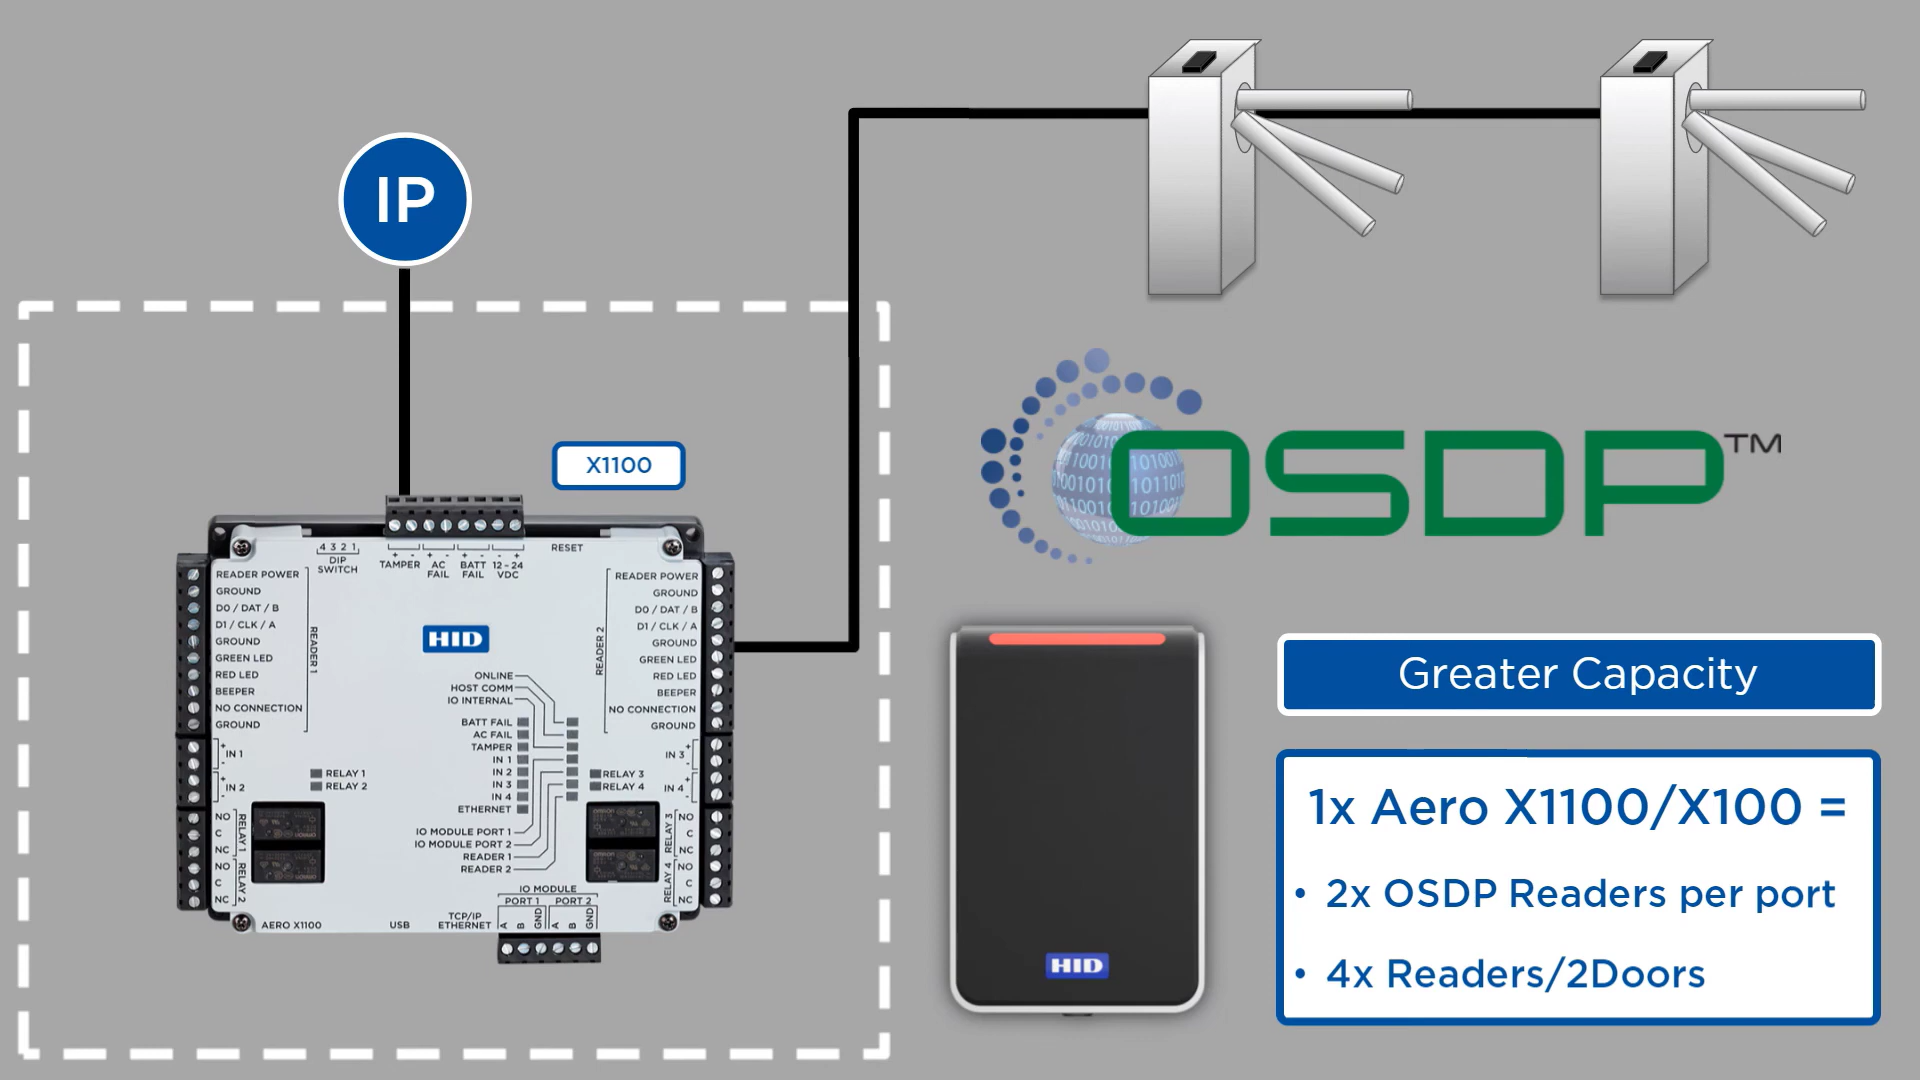 IP
X1100
4 3 2 1
DIP
SWITCH
+ - + - + - - +
TAMPER
AC
FAIL
BATT
FAIL
12 – 24
VDC
RESET
READER POWER
GROUND
D0 / DAT / B
D1 / CLK / A
GROUND
GREEN LED
RED LED
BEEPER
NO CONNECTION
GROUND
READER 1
+
IN 1
-
+
IN 2
-
RELAY 1
RELAY 2
NO
C
NC
RELAY 1
NO
C
NC
RELAY 2
HID
ONLINE
HOST COMM
IO INTERNAL
BATT FAIL
AC FAIL
TAMPER
IN 1
IN 2
IN 3
IN 4
ETHERNET
IO MODULE PORT 1
IO MODULE PORT 2
READER 1
READER 2
READER POWER
GROUND
D0 / DAT / B
D1 / CLK / A
GROUND
GREEN LED
RED LED
BEEPER
NO CONNECTION
GROUND
READER 2
+
IN 3
-
+
IN 4
-
RELAY 3
RELAY 4
NO
C
NC
RELAY 3
NO
C
NC
RELAY 4
IO MODULE
PORT 1 PORT 2
A B GND A B GND
AERO X1100
USB
TCP/IP
ETHERNET
OSDP™
HID
Greater Capacity
1x Aero X1100/X100 =
• 2x OSDP Readers per port
• 4x Readers/2Doors